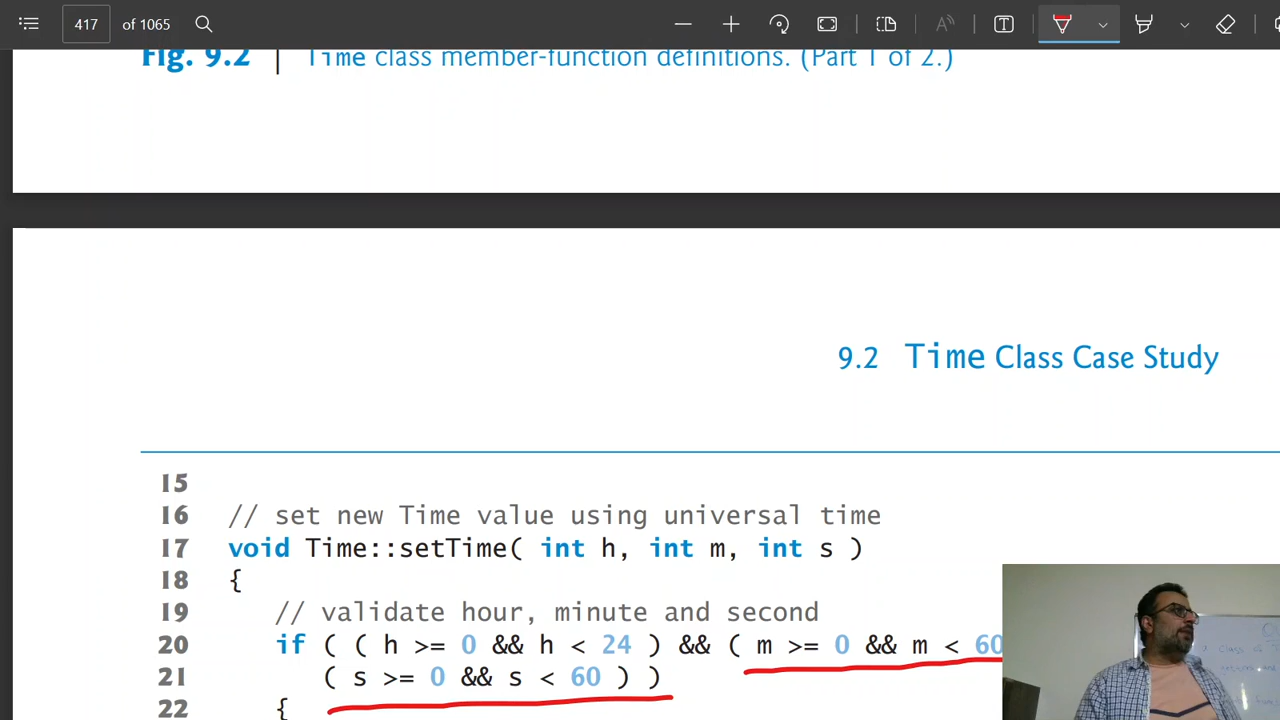 417 of 1065
Fig. 9.2 | Time class member-function definitions. (Part 1 of 2.)
9.2 Time Class Case Study
15
16 // set new Time value using universal time
17 void Time::setTime( int h, int m, int s )
18 {
19 // validate hour, minute and second
20 if ( ( h >= 0 && h < 24 ) && ( m >= 0 && m < 60
21 ( s >= 0 && s < 60 ) )
22 {